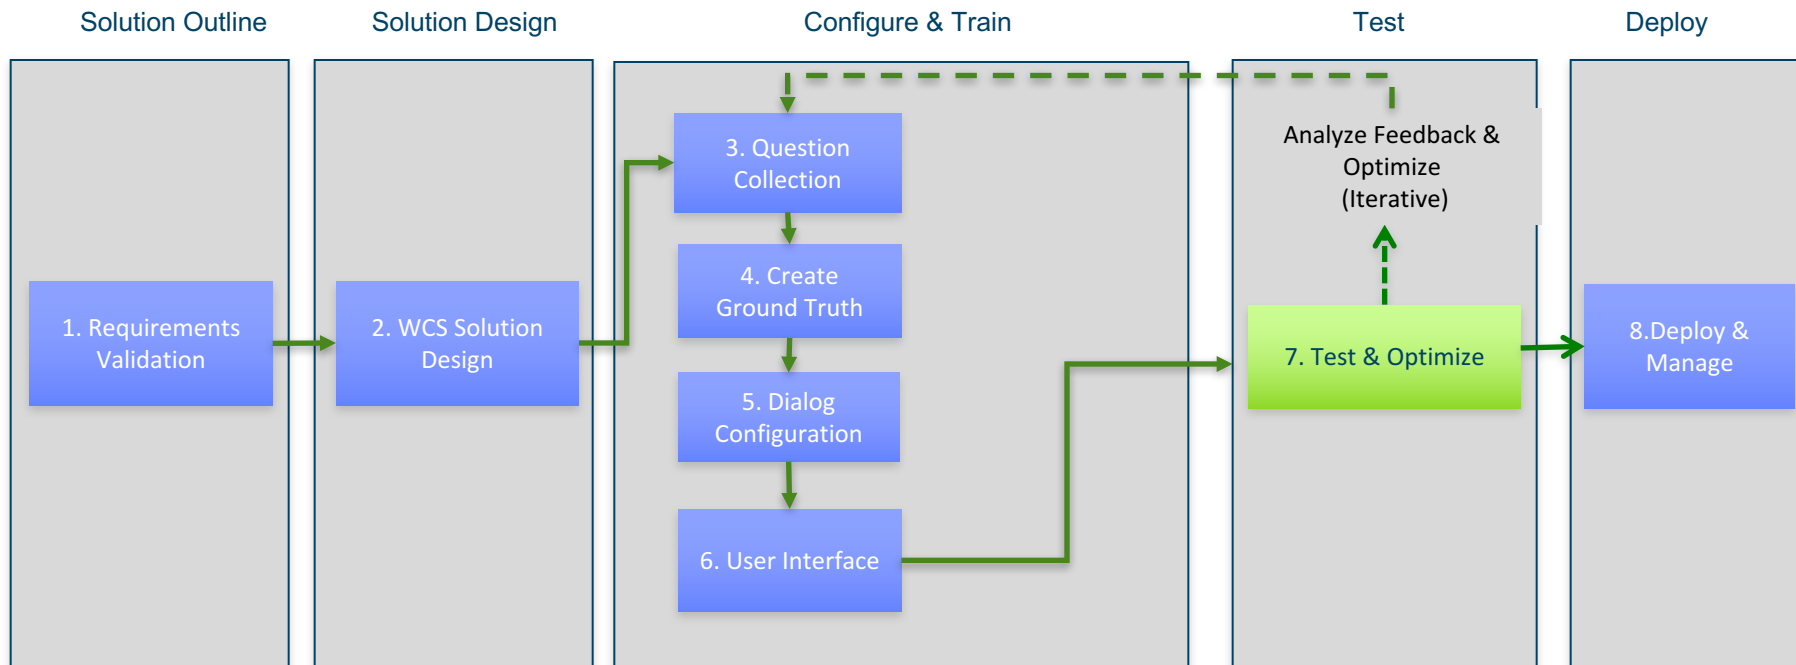 Solution Outline
Solution Design
Configure & Train
Test
Deploy
1. Requirements
Validation
2. WCS Solution
Design
3. Question
Collection
4. Create
Ground Truth
5. Dialog
Configuration
6. User Interface
Analyze Feedback &
Optimize
(Iterative)
7. Test & Optimize
8.Deploy &
Manage